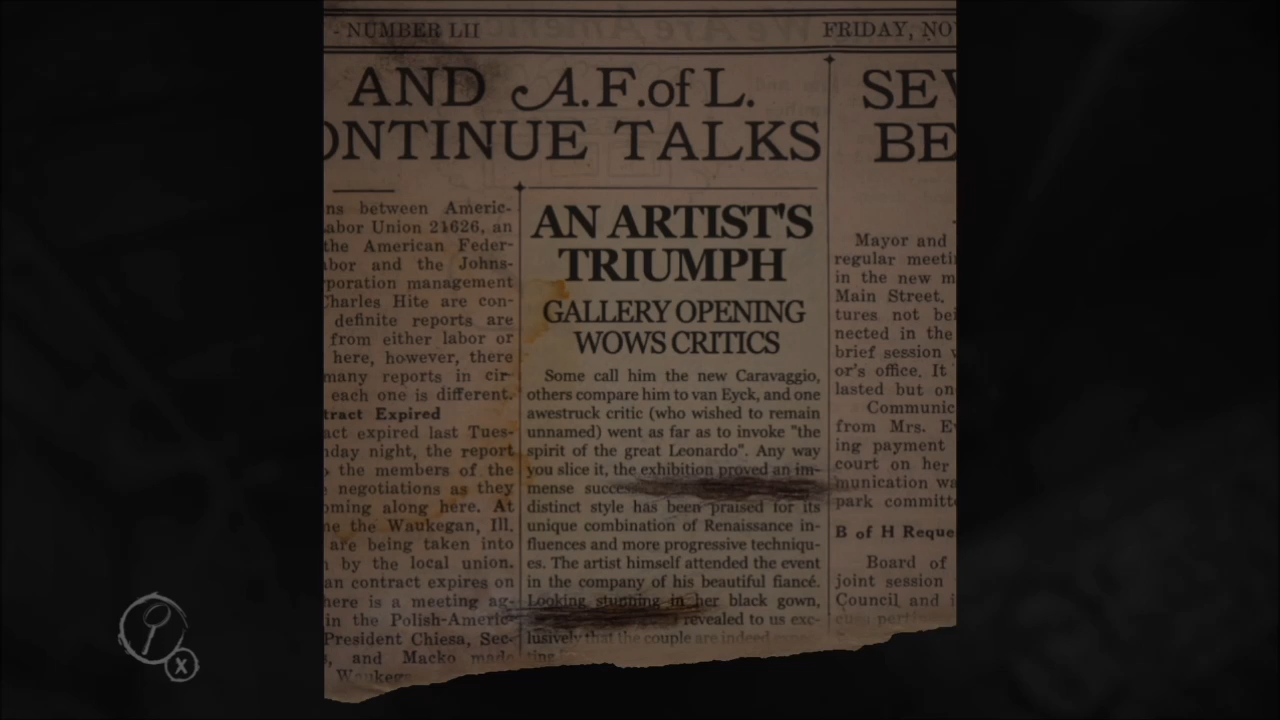 - NUMBER LII
FRIDAY, NO
AND A.F.of L.
ONTINUE TALKS
SEV
BE
ns between Americ-
abor Union 21626, an
the American Feder-
bor and the Johns-
poration management
Charles Hite are con-
definite reports are
from either labor or
here, however, there
many reports in cir-
each one is different.
tract Expired
act expired last Tues-
day night, the report
the members of the
negotiations as they
oming along here. At
the Waukegan, Ill.
are being taken into
by the local union.
an contract expires on
here is a meeting ag-
in the Polish-Americ-
President Chiesa, Sec-
, and Macko made
Waukeg
AN ARTIST'S
TRIUMPH
GALLERY OPENING
WOWS CRITICS
Some call him the new Caravaggio,
others compare him to van Eyck, and one
awestruck critic (who wished to remain
unnamed) went as far as to invoke "the
spirit of the great Leonardo". Any way
you slice it, the exhibition proved an im-
mense succes
distinct style has been praised for its
unique combination of Renaissance in-
fluences and more progressive techniqu-
es. The artist himself attended the event
in the company of his beautiful fiancé.
Looking stunning in her black gown,
revealed to us exc-
lusively that the couple are indeed expec-
ting
Mayor and
regular meeti
in the new m
Main Street.
tures not bei
nected in the
brief session
or's office. It
lasted but on
Communic
from Mrs. E
ing payment
court on her
munication wa
park committe
B of H Reque
Board of
joint session
Council and i
X